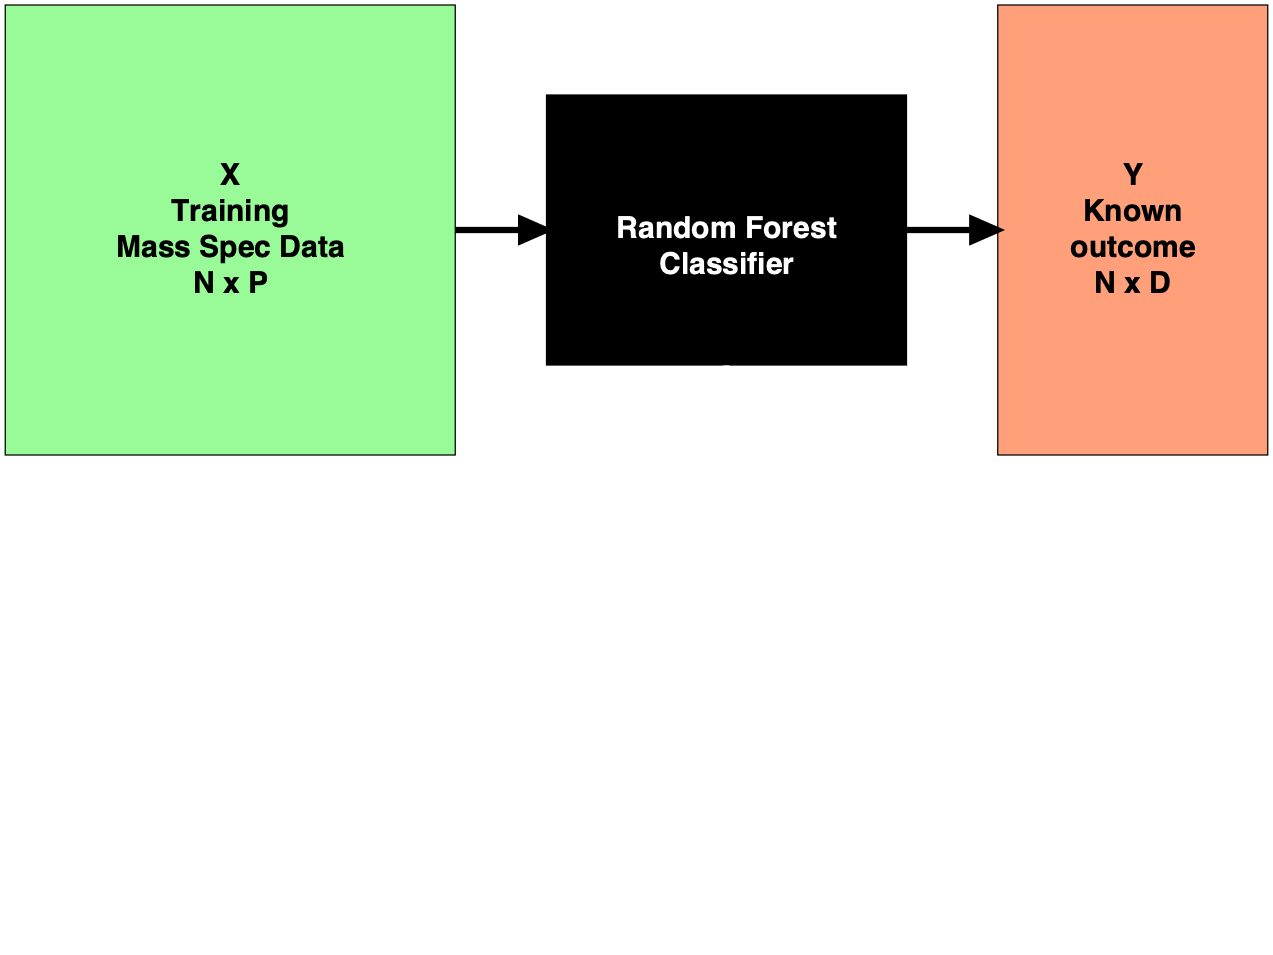 X
Training
Mass Spec Data
N x P
Random Forest
Classifier
Y
Known
outcome
N x D